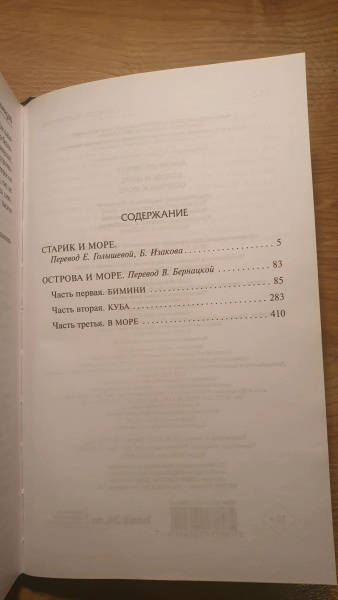 СОДЕРЖАНИЕ
СТАРИК И МОРЕ.
Перевод Е. Голышевой, Б. Изакова . . . . . . . . . . . . . . . . . . . . . 5
ОСТРОВА И МОРЕ. Перевод В. Бернацкой . . . . . . . . . . . . . . 83
Часть первая. БИМИНИ . . . . . . . . . . . . . . . . . . . . . . . . . . . . . 85
Часть вторая. КУБА . . . . . . . . . . . . . . . . . . . . . . . . . . . . . . . 283
Часть третья. В МОРЕ . . . . . . . . . . . . . . . . . . . . . . . . . . . . . 410